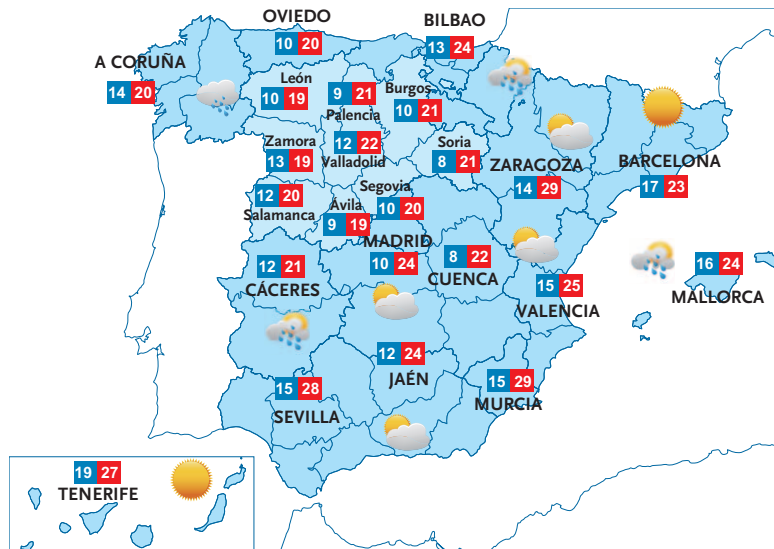 OVIEDO
10 20
BILBAO
13 24
A CORUÑA
14 20
León
10 19
9 21
Palencia
Burgos
10 21
Zamora
13 19
12 22
Valladolid
Soria
8 21
ZARAGOZA
14 29
BARCELONA
17 23
12 20
Salamanca
Ávila
9 19
Segovia
10 20
MADRID
10 24
8 22
CUENCA
12 21
CÁCERES
15 25
VALENCIA
16 24
MALLORCA
12 24
JAÉN
15 28
SEVILLA
15 29
MURCIA
19 27
TENERIFE